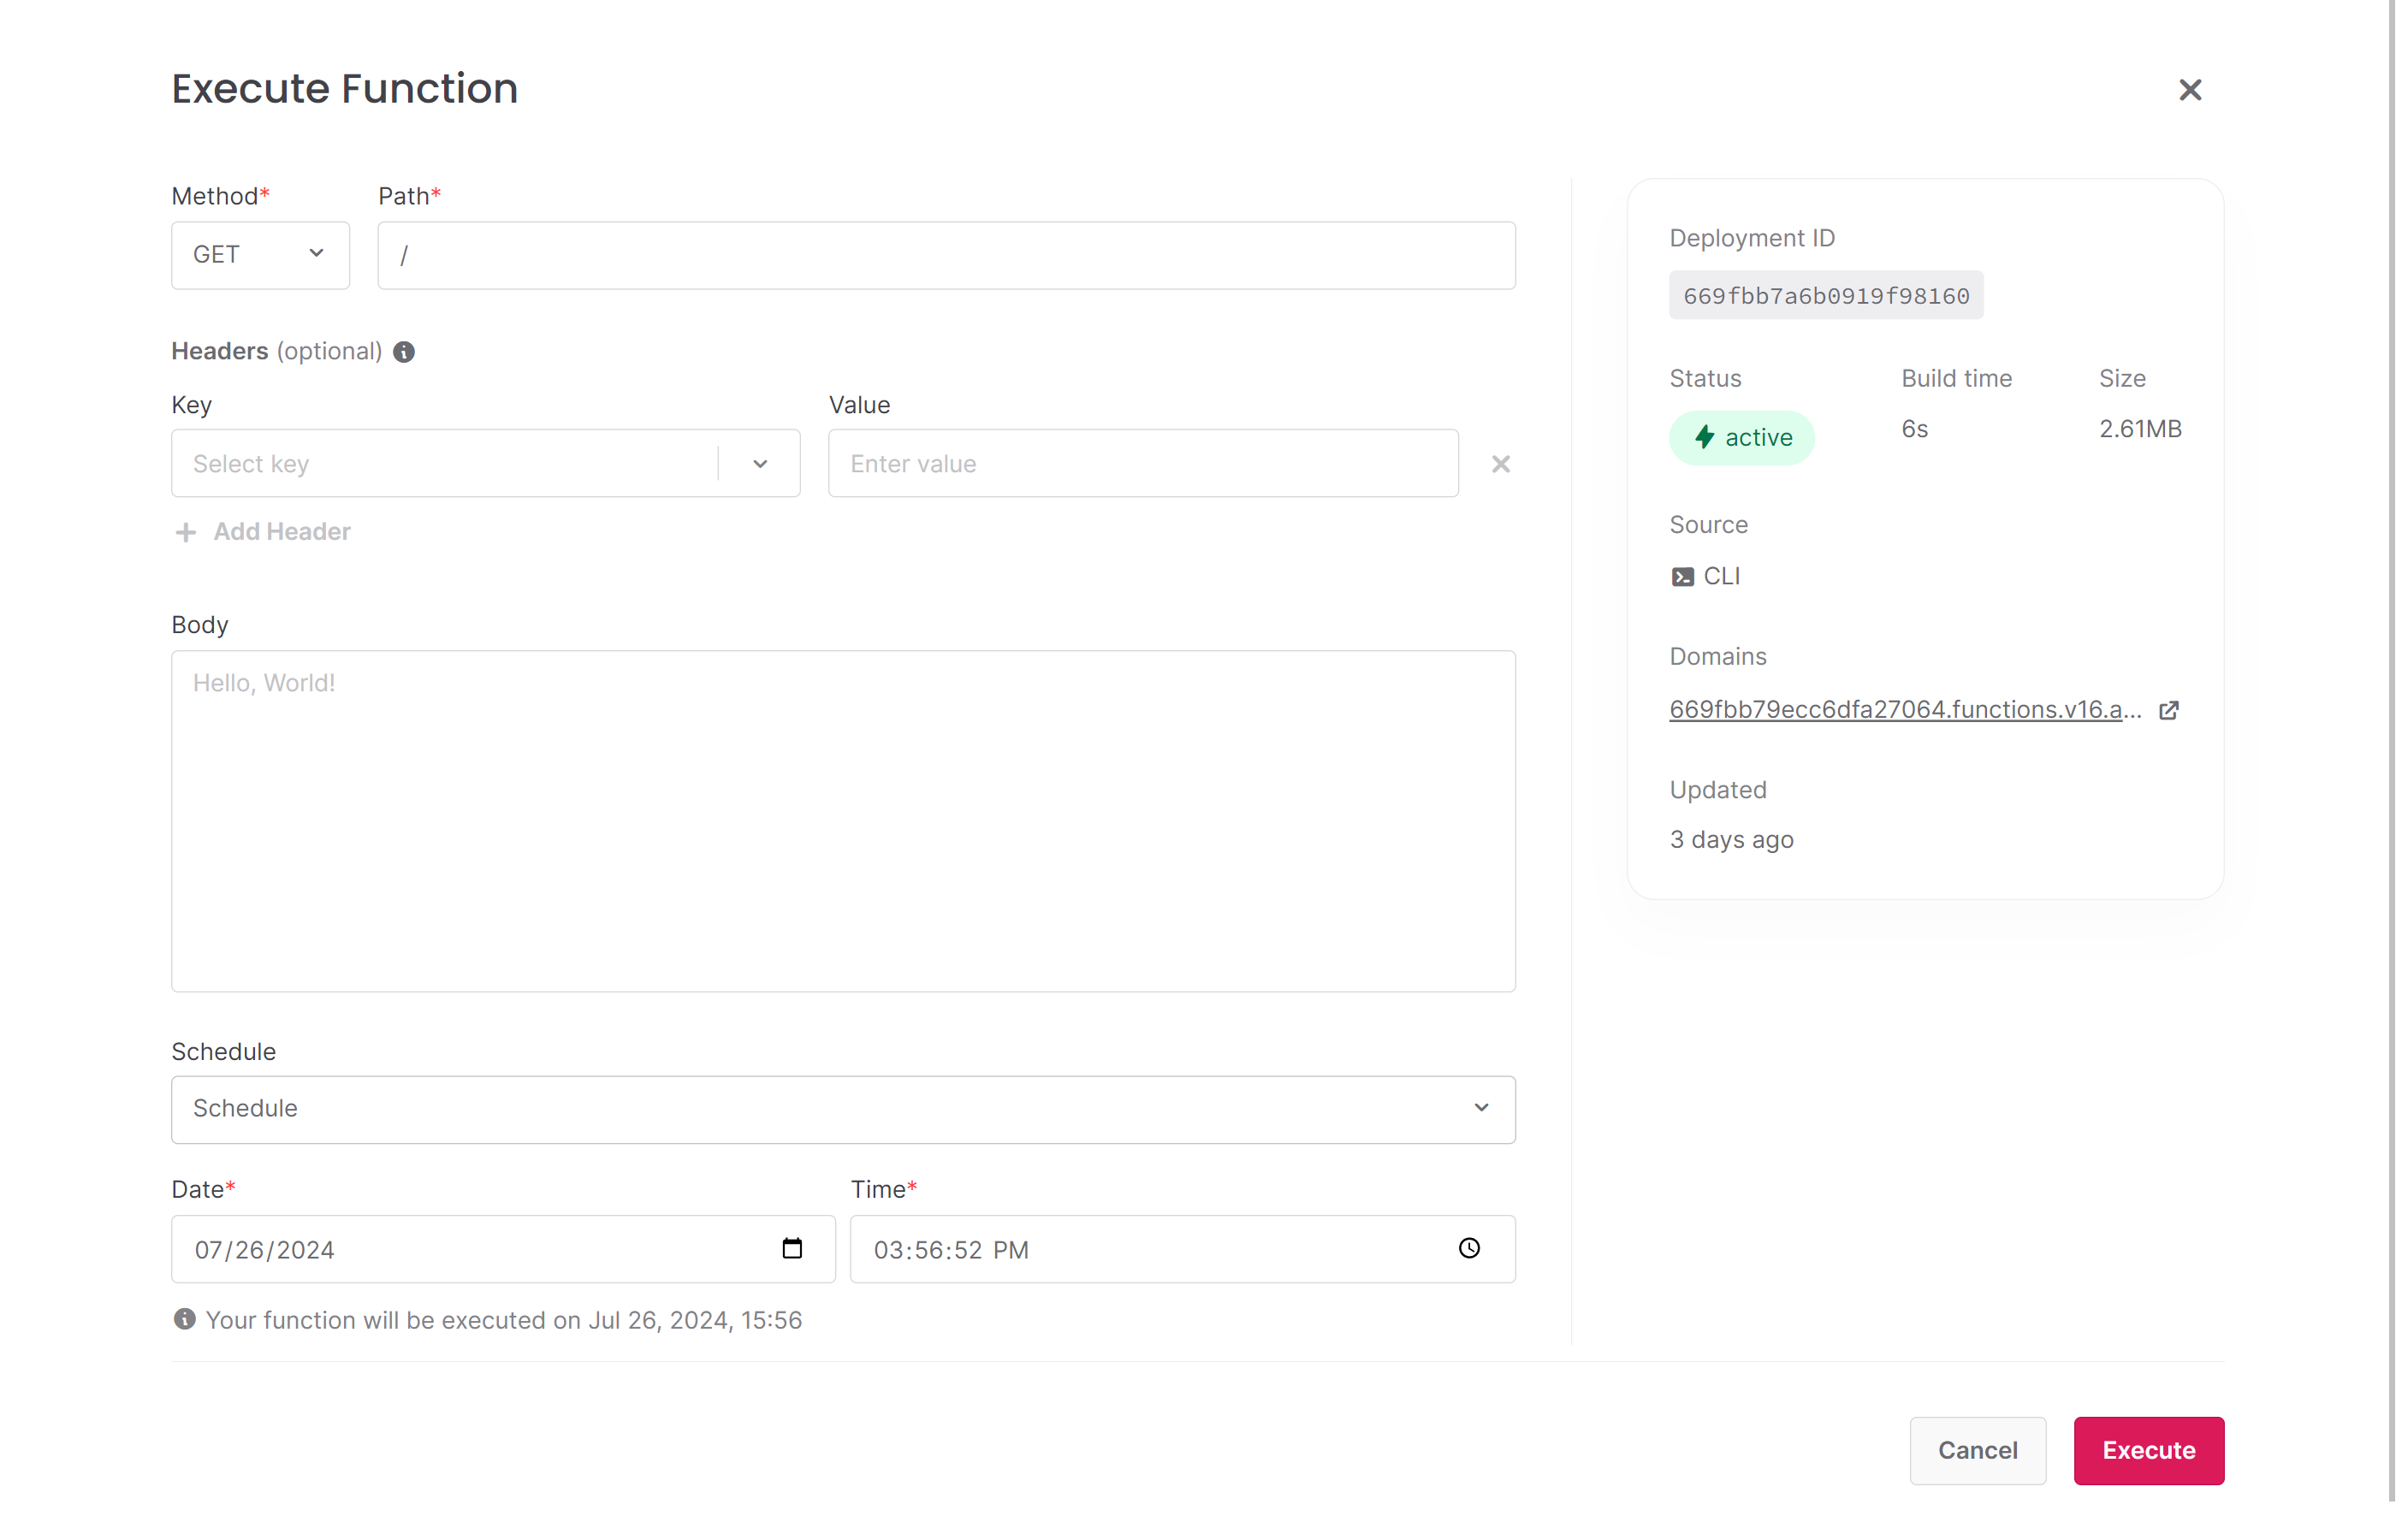 Execute Function
Method* Path*
GET /
Headers (optional)
Key Value
Select key Enter value
Add Header
Body
Hello, World!
Schedule
Schedule
Date* Time*
07/26/2024 03:56:52 PM
Your function will be executed on Jul 26, 2024, 15:56
Deployment ID
669fbb7a6b0919f98160
Status Build time Size
active 6s 2.61MB
Source
CLI
Domains
669fbb79ecc6dfa27064.functions.v16.a...
Updated
3 days ago
Cancel Execute